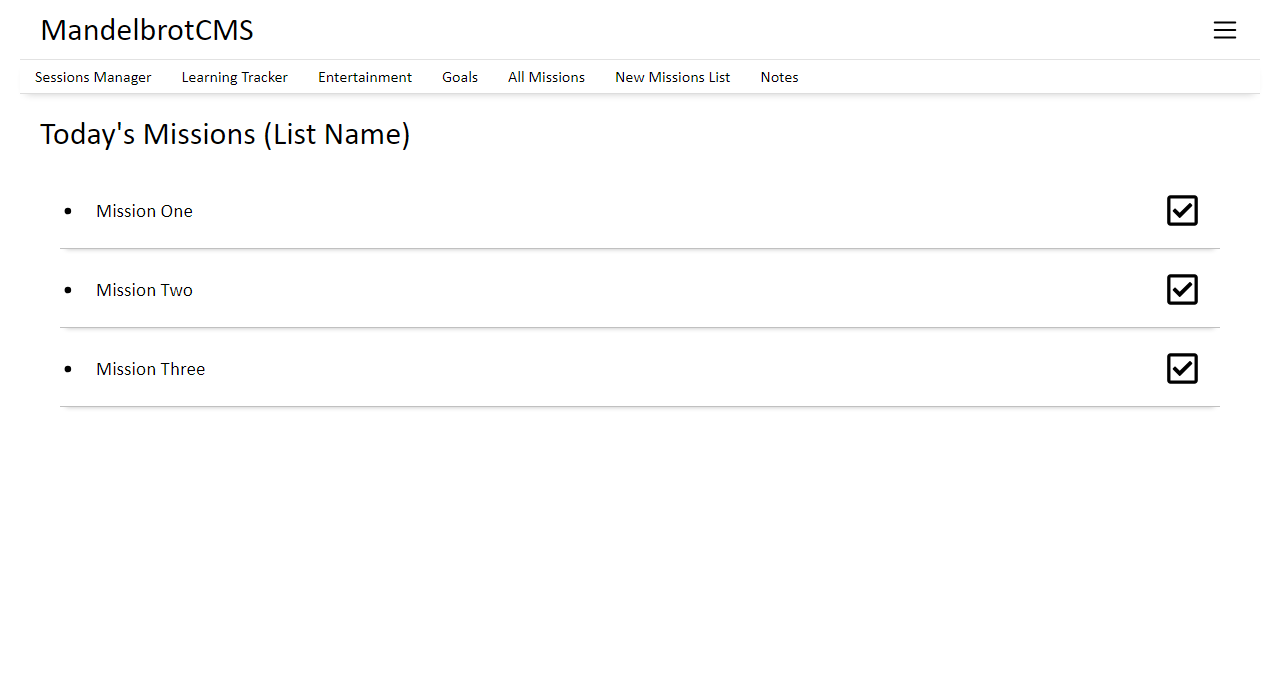 MandelbrotCMS
Sessions Manager Learning Tracker Entertainment Goals All Missions New Missions List Notes
Today's Missions (List Name)
• Mission One
• Mission Two
• Mission Three